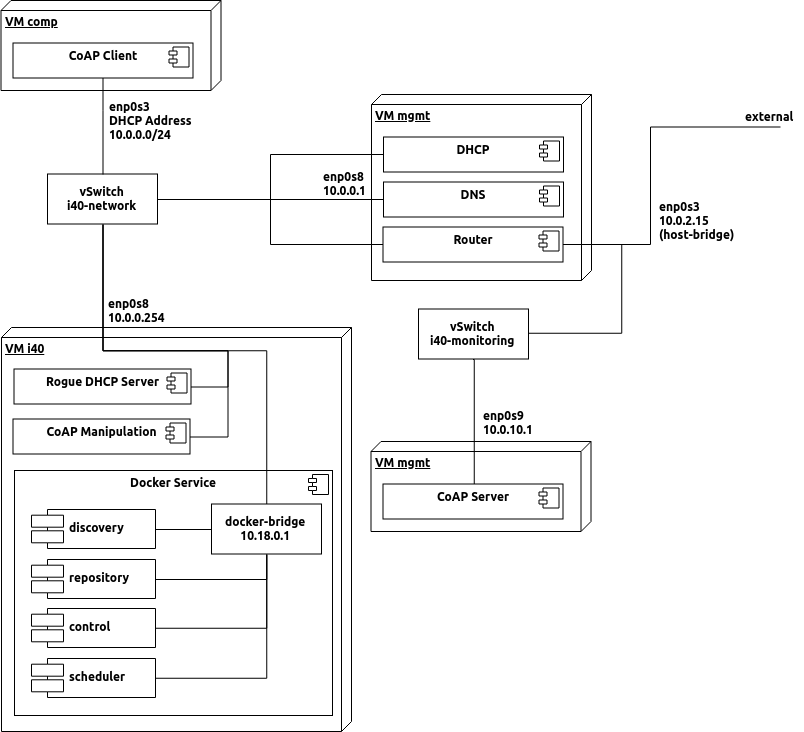 VM comp
CoAP Client
enp0s3
DHCP Address
10.0.0.0/24
vSwitch
i40-network
enp0s8
10.0.0.1
VM mgmt
DHCP
DNS
Router
external
enp0s3
10.0.2.15
(host-bridge)
vSwitch
i40-monitoring
enp0s9
10.0.10.1
VM mgmt
CoAP Server
enp0s8
10.0.0.254
VM i40
Rogue DHCP Server
CoAP Manipulation
Docker Service
docker-bridge
10.18.0.1
discovery
repository
control
scheduler